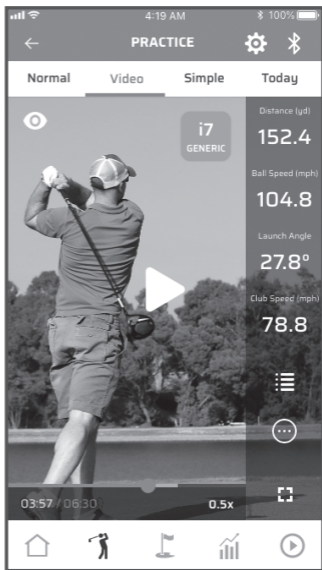 4:19 AM
100%
PRACTICE
Normal Video Simple Today
Distance (yd)
152.4
i7
GENERIC
Ball Speed (mph)
104.8
Launch Angle
27.8°
Club Speed (mph)
78.8
03:57/06:30 0.5x